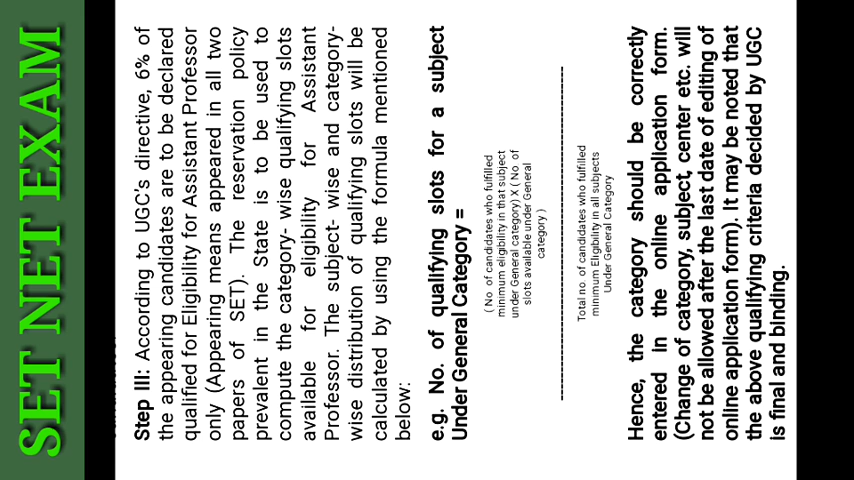 SET NET EXAM
Step III: According to UGC's directive, 6% of
the appearing candidates are to be declared
qualified for Eligibility for Assistant Professor
only (Appearing means appeared in all two
papers of SET). The reservation policy
prevalent in the State is to be used to
compute the category- wise qualifying slots
available for eligibility for Assistant
Professor. The subject- wise and category-
wise distribution of qualifying slots will be
calculated by using the formula mentioned
below:
e.g. No. of qualifying slots for a subject
Under General Category =
( No. of candidates who fulfilled
minimum eligibility in that subject
under General category) X ( No. of
slots available under General
category )
Total no. of candidates who fulfilled
minimum Eligibility in all subjects
Under General Category
Hence, the category should be correctly
entered in the online application form.
(Change of category, subject, center etc. will
not be allowed after the last date of editing of
online application form). It may be noted that
the above qualifying criteria decided by UGC
is final and binding.